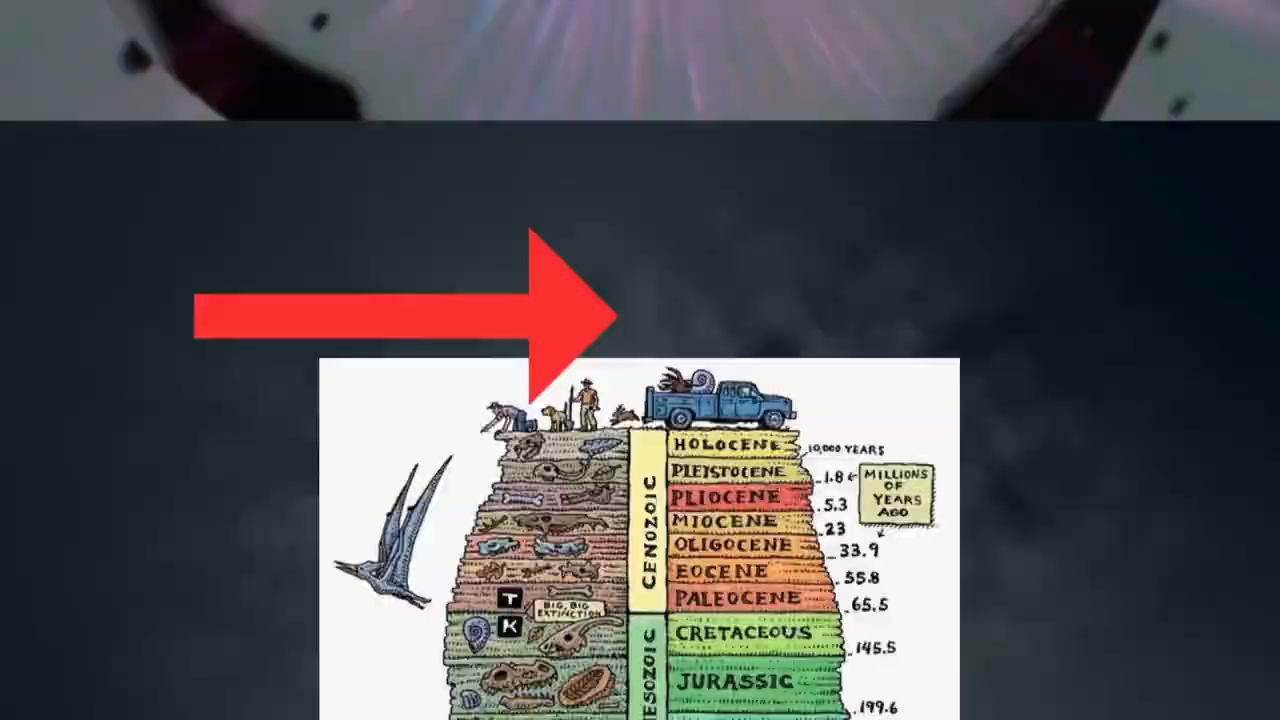 HOLOCENE
10,000 YEARS
PLEISTOCENE
1.8
MILLIONS
OF
YEARS
AGO
PLIOCENE
5.3
MIOCENE
23
OLIGOCENE
33.9
EOCENE
55.8
PALEOCENE
65.5
CENOZOIC
T
BIG, BIG
EXTINCTION
K
CRETACEOUS
145.5
JURASSIC
199.6
ESOZOIC